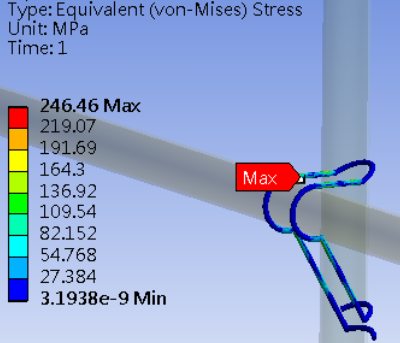 Type: Equivalent (von-Mises) Stress
Unit: MPa
Time: 1
246.46 Max
219.07
191.69
164.3
136.92
109.54
82.152
54.768
27.384
3.1938e-9 Min
Max